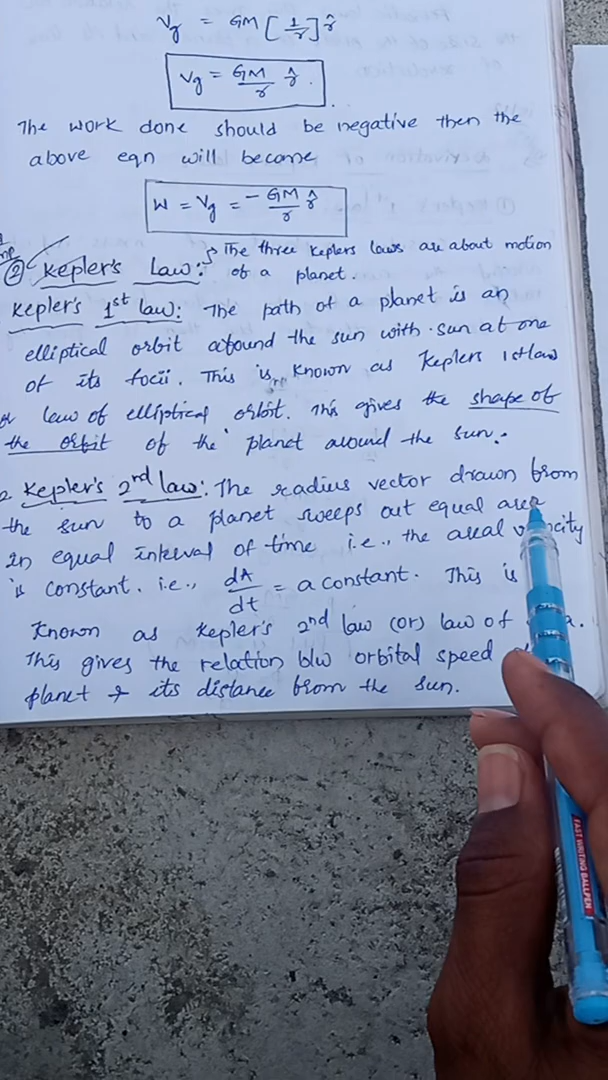 Vg = GM [1/r] r̂
Vg = GM/r r̂.
The work done should be negative then the
above eqn will become
W = Vg = -GM/r r̂
② Kepler's Law: The three Keplers laws are about motion
of a planet.
Kepler's 1st law: The path of a planet is an
elliptical orbit around the sun with sun at one
of its focii. This is known as Keplers 1st law
or law of elliptical orbit. This gives the shape of
the orbit of the planet around the sun.
2 Kepler's 2nd law: The radius vector drawn from
the sun to a planet sweeps out equal area
in equal interval of time i.e., the areal
is constant. i.e., dA/dt = a constant. This is
Known as Kepler's 2nd law (or) law of
This gives the relation b/w orbital speed
planet & its distance from the sun.
FAST WRITING BALLPEN